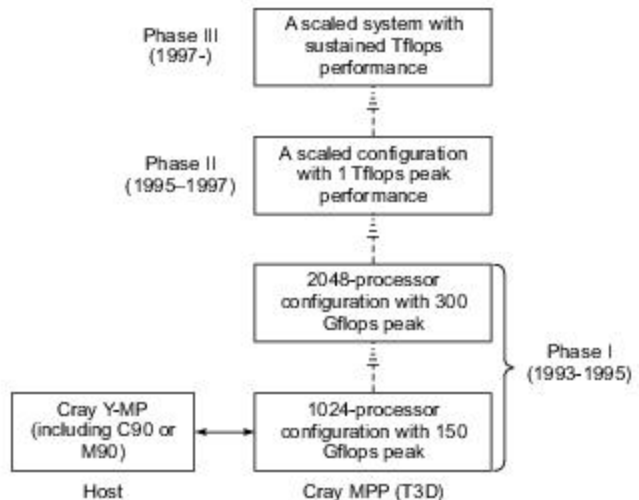 Phase III
(1997-)
A scaled system with
sustained Tflops
performance
Phase II
(1995–1997)
A scaled configuration
with 1 Tflops peak
performance
2048-processor
configuration with 300
Gflops peak
Phase I
(1993-1995)
Cray Y-MP
(including C90 or
M90)
1024-processor
configuration with 150
Gflops peak
Host
Cray MPP (T3D)